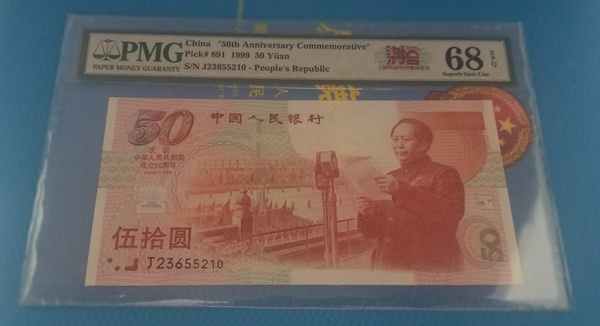 PMG
PAPER MONEY GUARANTY
China "50th Anniversary Commemorative"
Pick# 891 1999 50 Yüan
S/N J23655210 - People's Republic
68
EPQ
Superb Gem Unc
50
中国人民银行
庆祝
中华人民共和国
成立50周年
1949-1999
伍拾圆
J23655210
50